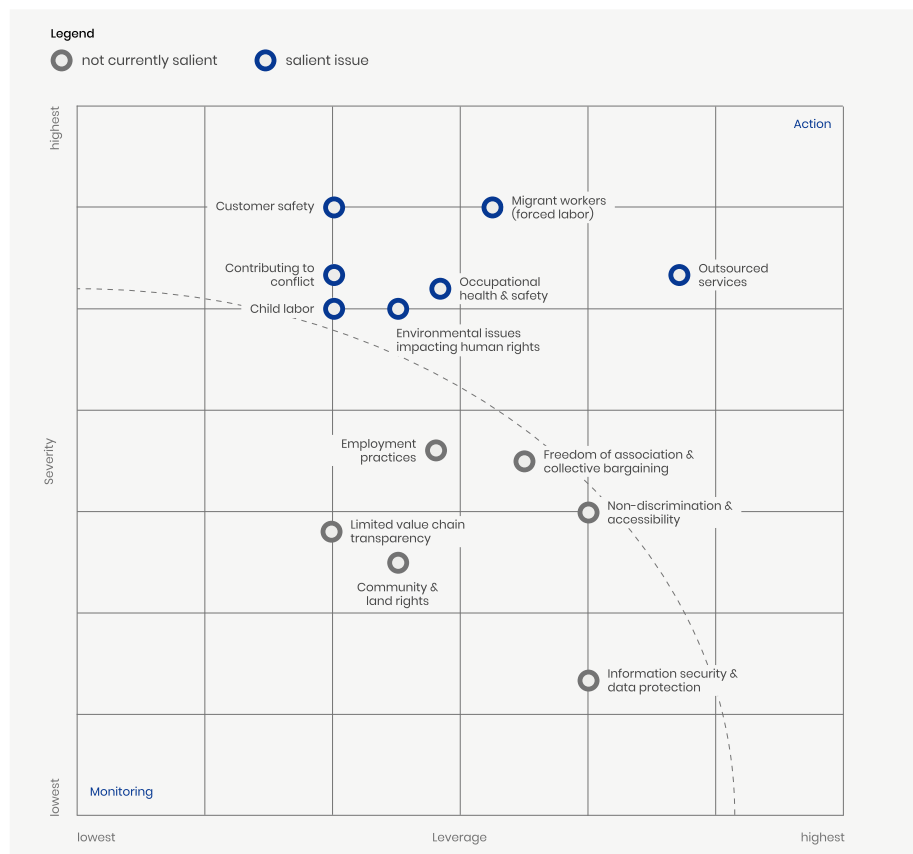 Legend
not currently salient
salient issue
highest
Action
Customer safety
Migrant workers
(forced labor)
Contributing to
conflict
Occupational
health & safety
Outsourced
services
Child labor
Environmental issues
impacting human rights
Severity
Employment
practices
Freedom of association &
collective bargaining
Non-discrimination &
accessibility
Limited value chain
transparency
Community &
land rights
Information security &
data protection
lowest
Monitoring
lowest
Leverage
highest